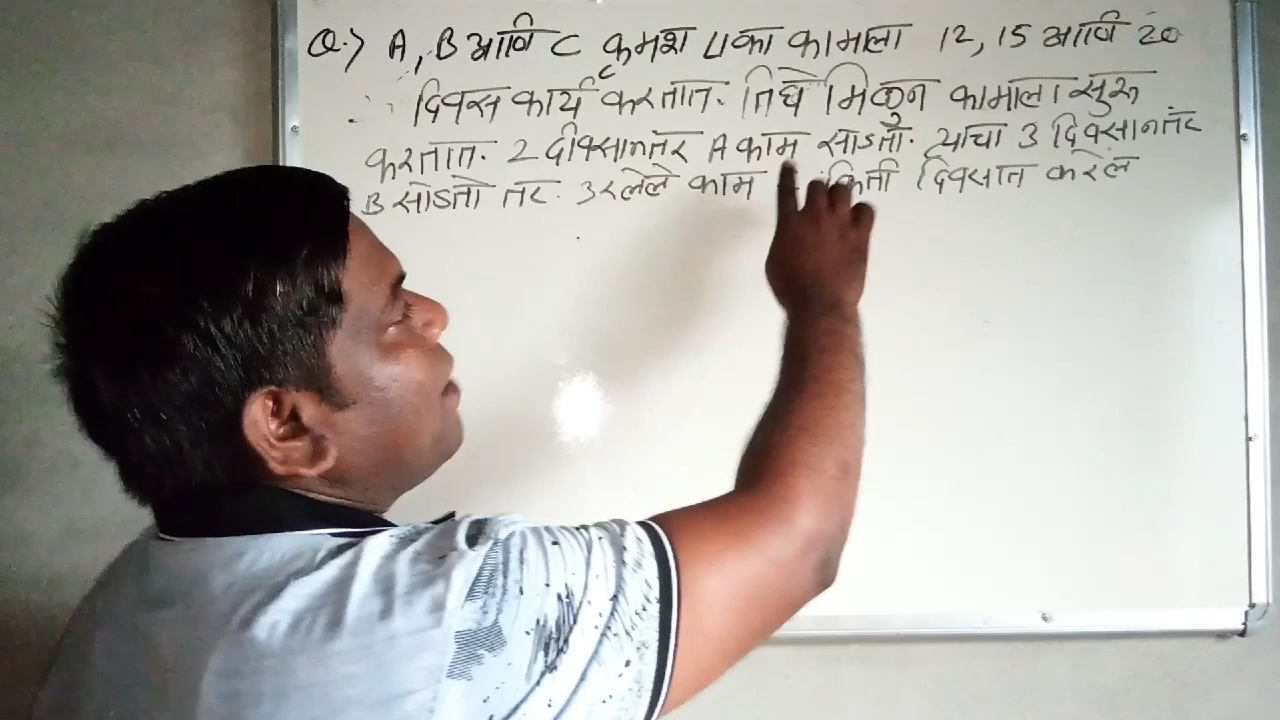 Q.> A, B आणि C क्रमश एका कामाला 12, 15 आणि 20
दिवस कार्य करतात. तिघे मिळून कामाला सुरू
करतात. 2 दीवसानंतर A काम सोडतो. त्याचा 3 दिवसानंतर
B सोडतो तर. उरलेले काम किती दिवसात करेल